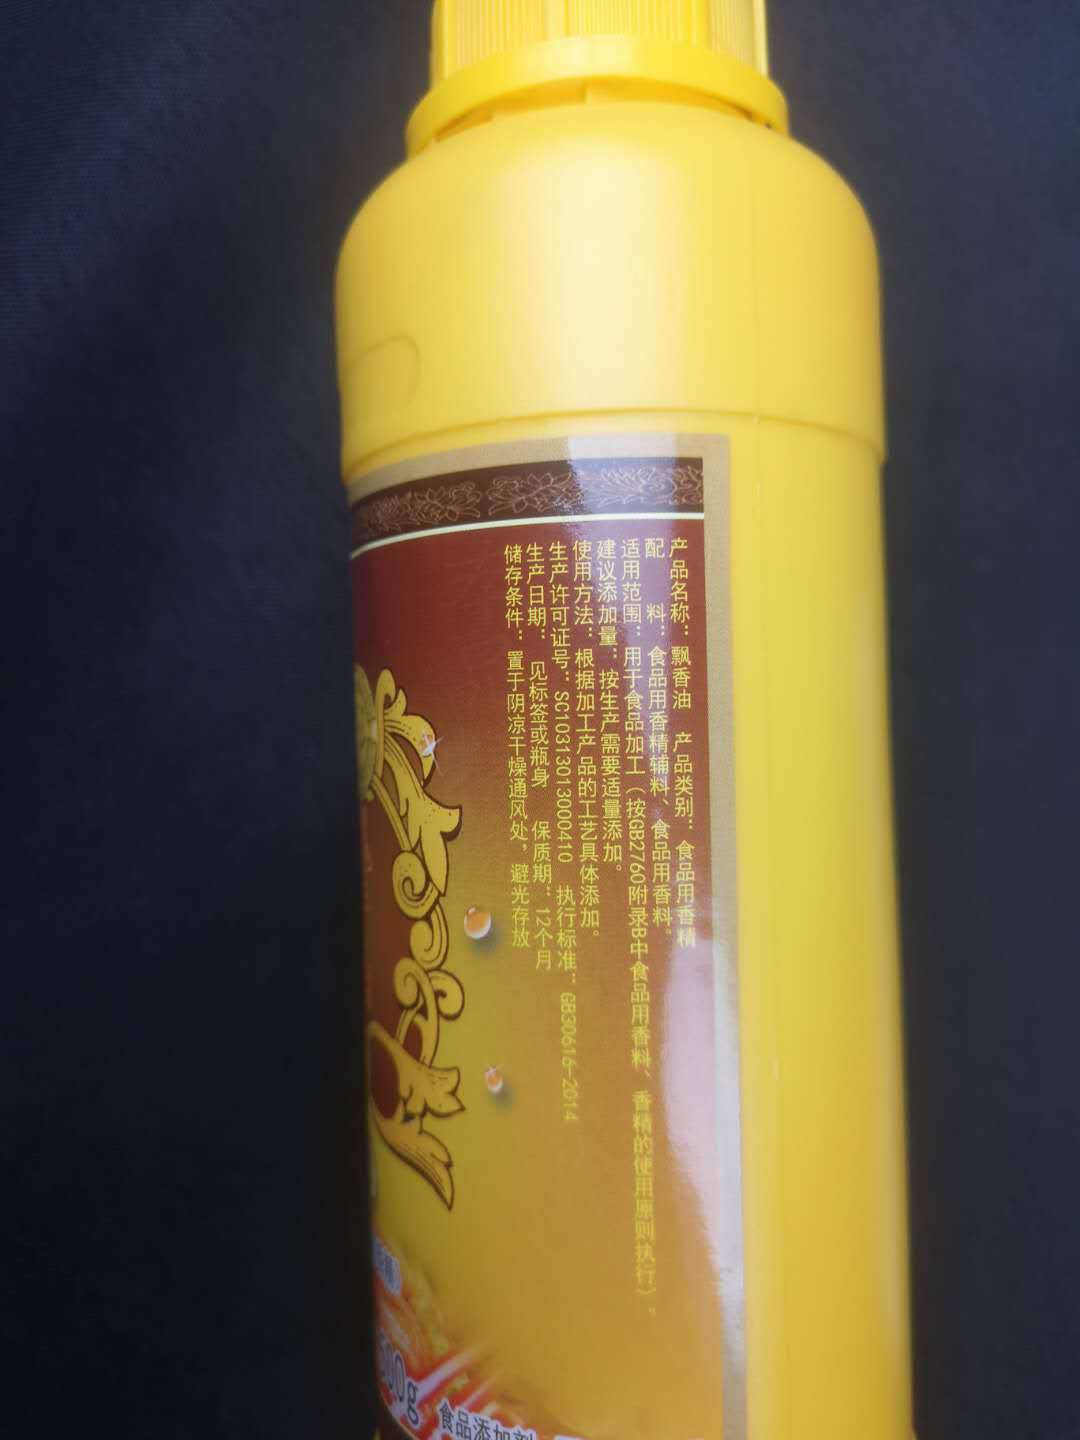 产品名称：飘香油 产品类别：食品用香精
配 料：食品用香精辅料、食品用香料。
适用范围：用于食品加工（按GB2760附录B中食品用香料、香精的使用原则执行）。
建议添加量：按生产需要适量添加。
使用方法：根据加工产品的工艺具体添加。
生产许可证号：SC10313013000410 执行标准：GB30616-2014
生产日期：见标签或瓶身 保质期：12个月
储存条件：置于阴凉干燥通风处，避光存放
00g
食品添加剂